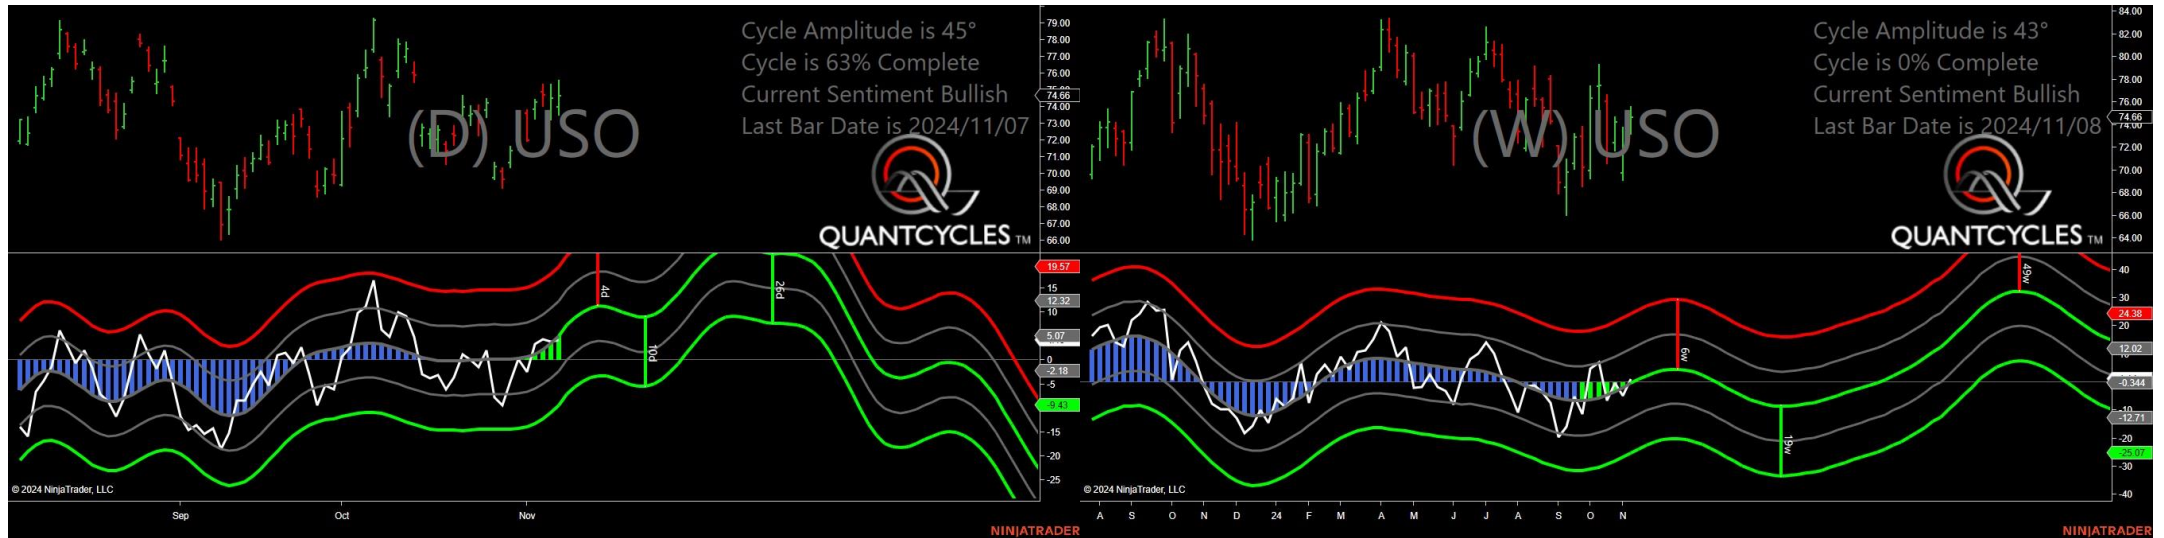 Cycle Amplitude is 45°
Cycle is 63% Complete
Current Sentiment Bullish
Last Bar Date is 2024/11/07
(D) USO
QUANTCYCLES TM
79.00
78.00
77.00
76.00
74.66
74.00
73.00
72.00
71.00
70.00
69.00
68.00
67.00
66.00
4d
10d
26d
19.57
15
12.32
10
5.07
0
-2.18
-5
-9.43
-15
-20
-25
© 2024 NinjaTrader, LLC
Sep
Oct
Nov
NINJATRADER
Cycle Amplitude is 43°
Cycle is 0% Complete
Current Sentiment Bullish
Last Bar Date is 2024/11/08
(W) USO
QUANTCYCLES TM
84.00
82.00
80.00
78.00
76.00
74.66
74.00
72.00
70.00
68.00
66.00
64.00
6w
19w
49w
40
30
24.38
20
12.02
-0.344
-10
-12.71
-20
-25.07
-30
-40
© 2024 NinjaTrader, LLC
A S O N D 24 F M A M J J A S O N
NINJATRADER